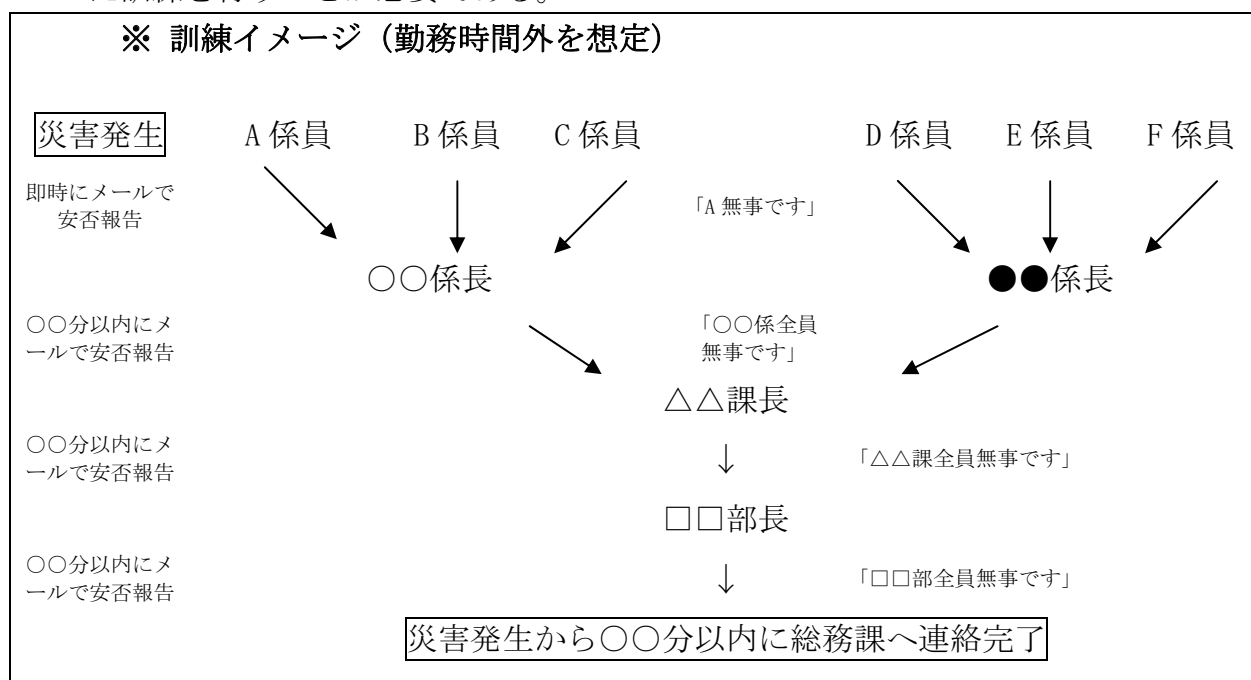 ※ 訓練イメージ（勤務時間外を想定）
災害発生 A係員 B係員 C係員 D係員 E係員 F係員
即時にメールで
安否報告
「A無事です」
○○係長 ●●係長
○○分以内にメ
ールで安否報告
「○○係全員
無事です」
△△課長
○○分以内にメ
ールで安否報告
↓ 「△△課全員無事です」
□□部長
○○分以内にメ
ールで安否報告
↓ 「□□部全員無事です」
災害発生から○○分以内に総務課へ連絡完了